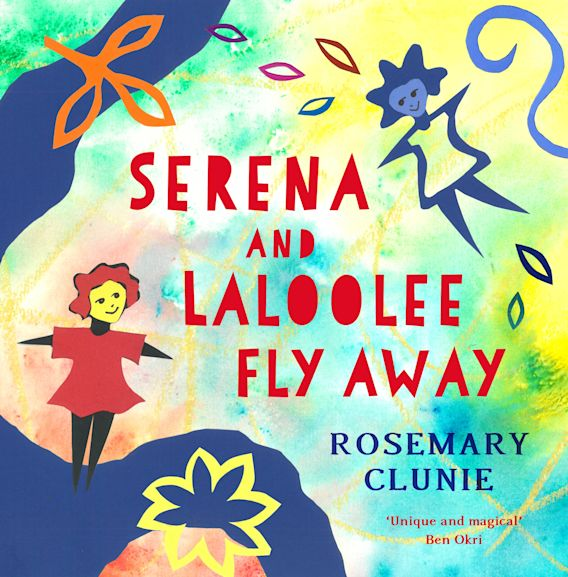 SERENA
AND
LALOOLEE
FLY AWAY
ROSEMARY
CLUNIE
'Unique and magical'
Ben Okri